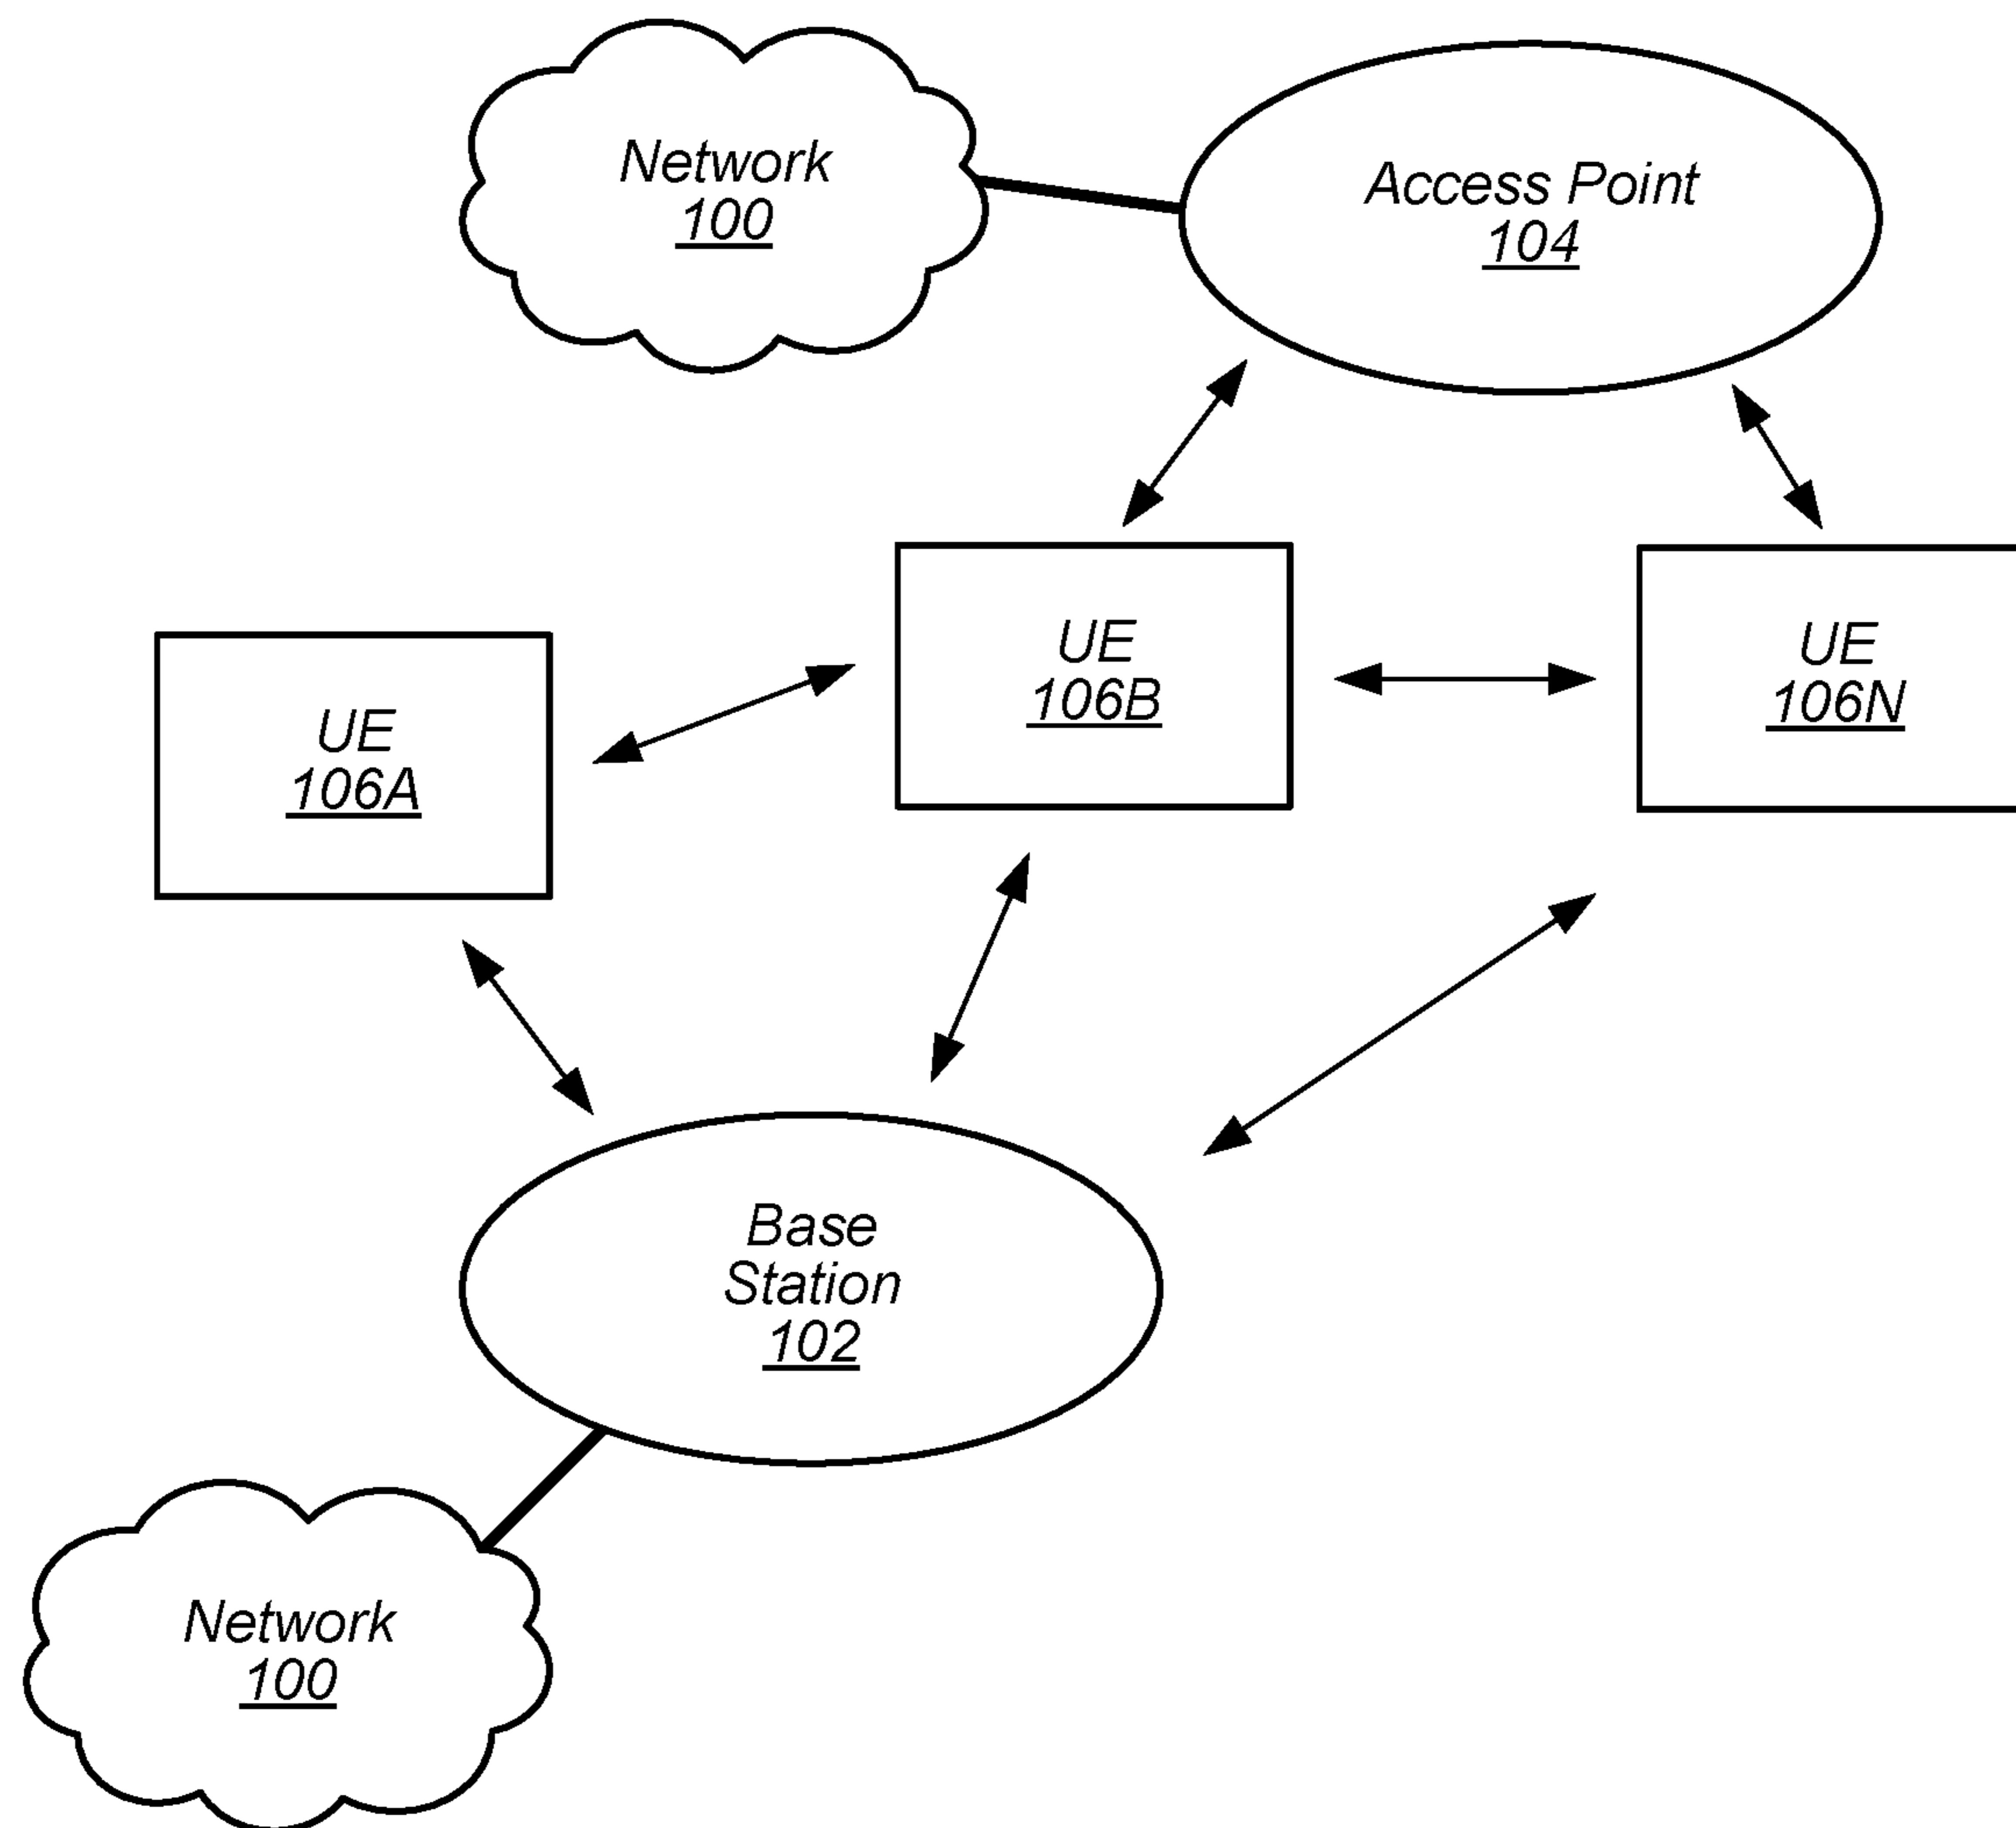 Network
100
Access Point
104
UE
106B
UE
106N
UE
106A
Base
Station
102
Network
100